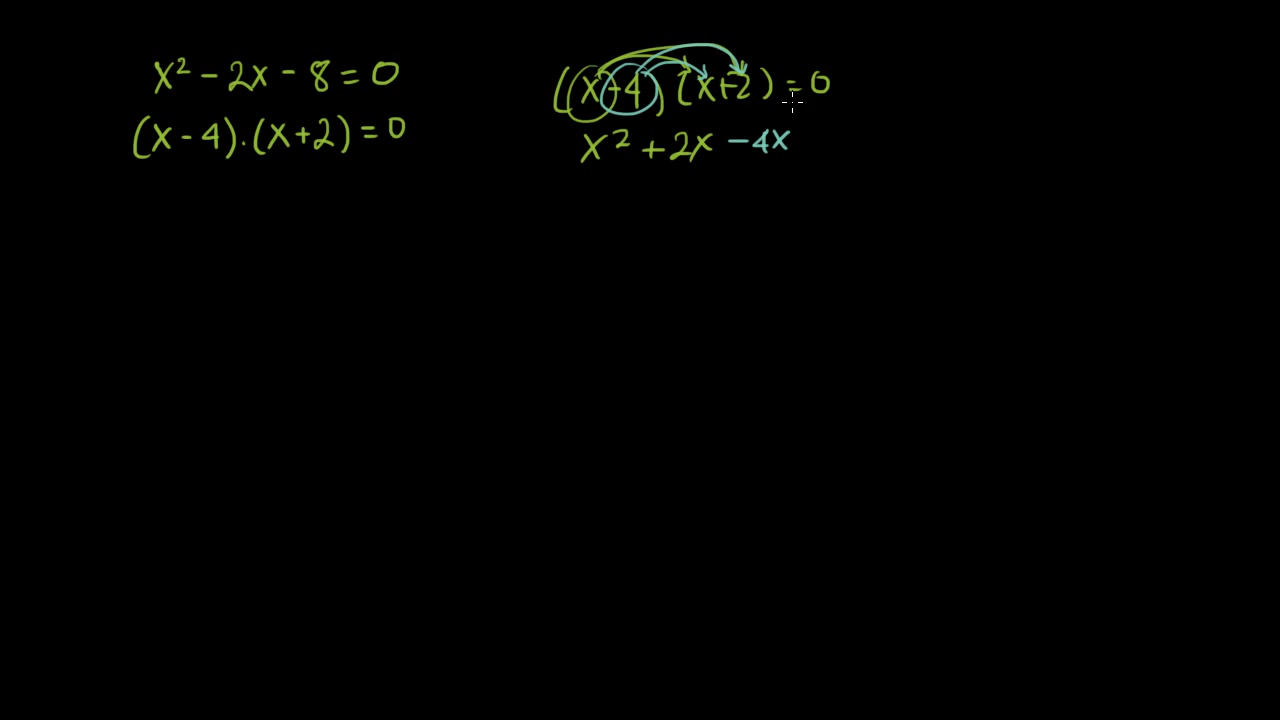 x² - 2x - 8 = 0
(x - 4).(x+2) = 0
(x-4)(x+2) = 0
x² + 2x - 4x